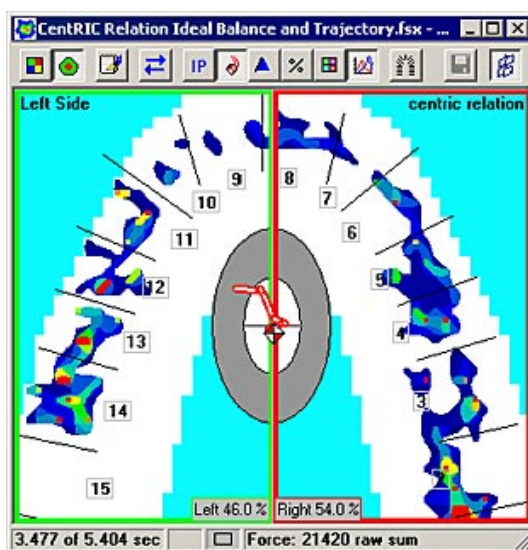 CentRIC Relation Ideal Balance and Trajectory.fsx - ...
IP %
Left Side centric relation
9 8
10 7
11 6
12 5
13 4
14 3
15
Left 46.0 % Right 54.0 %
3.477 of 5.404 sec Force: 21420 raw sum